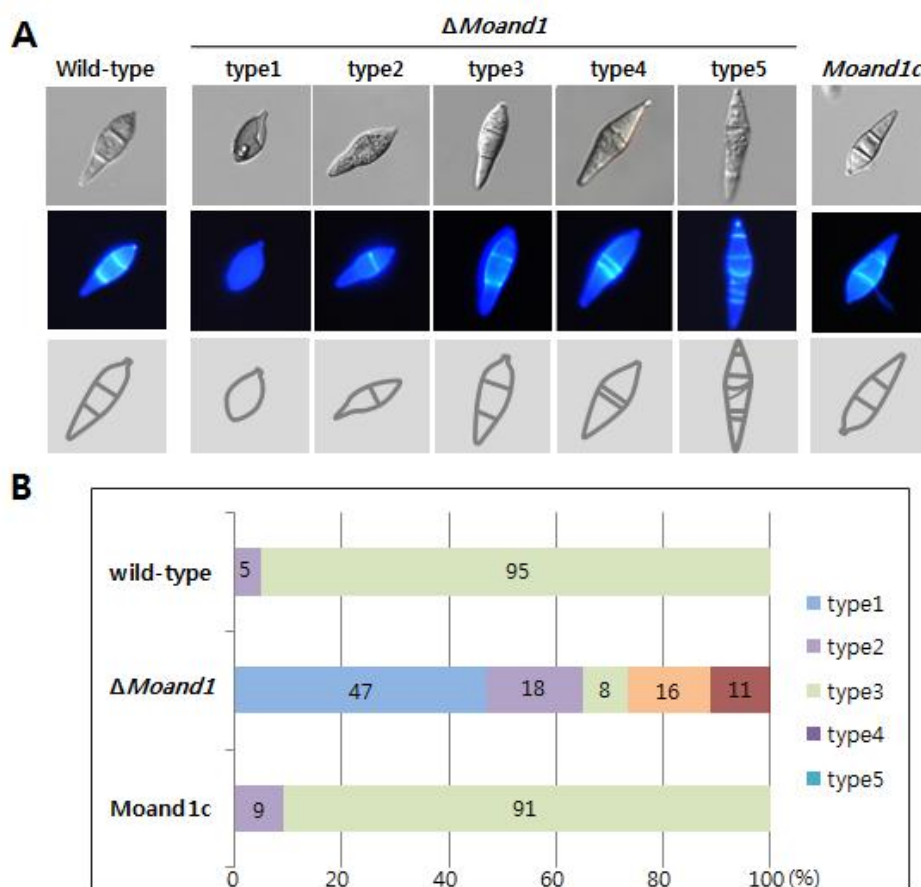 A
ΔMoand1
Wild-type type1 type2 type3 type4 type5 Moand1c
B
wild-type 5 95
ΔMoand1 47 18 8 16 11
Moand1c 9 91
0 20 40 60 80 100 (%)
type1
type2
type3
type4
type5